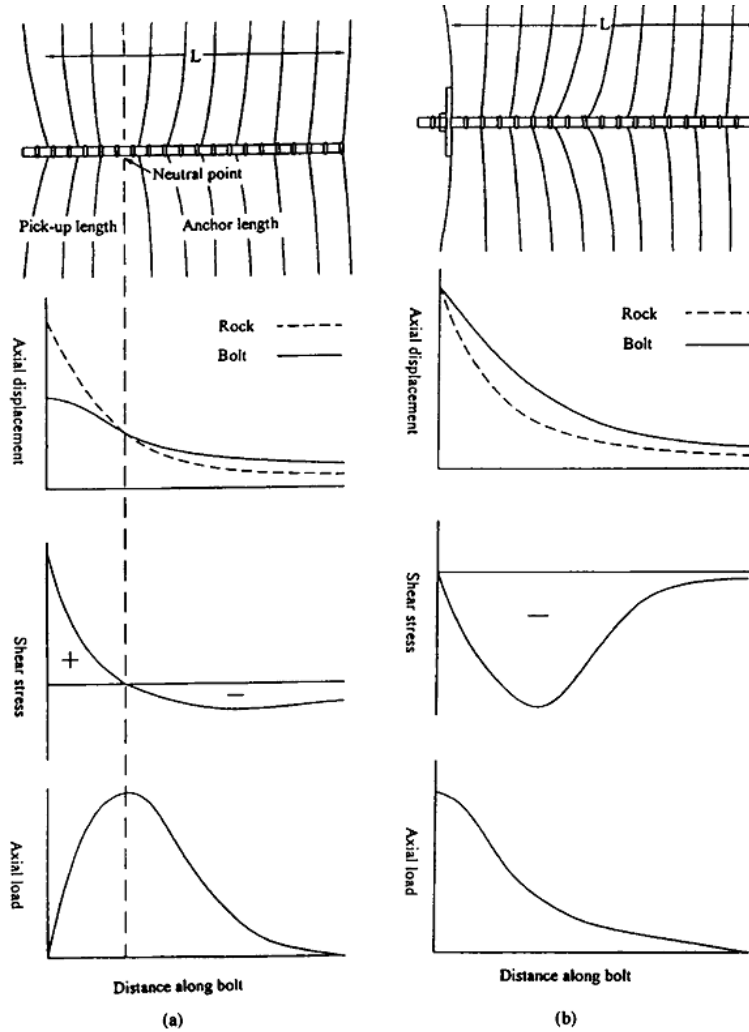 L
Neutral point
Pick-up length
Anchor length
Axial displacement
Rock
Bolt
Shear stress
+
−
Axial load
Distance along bolt
(a)
L
Axial displacement
Rock
Bolt
Shear stress
−
Axial load
Distance along bolt
(b)